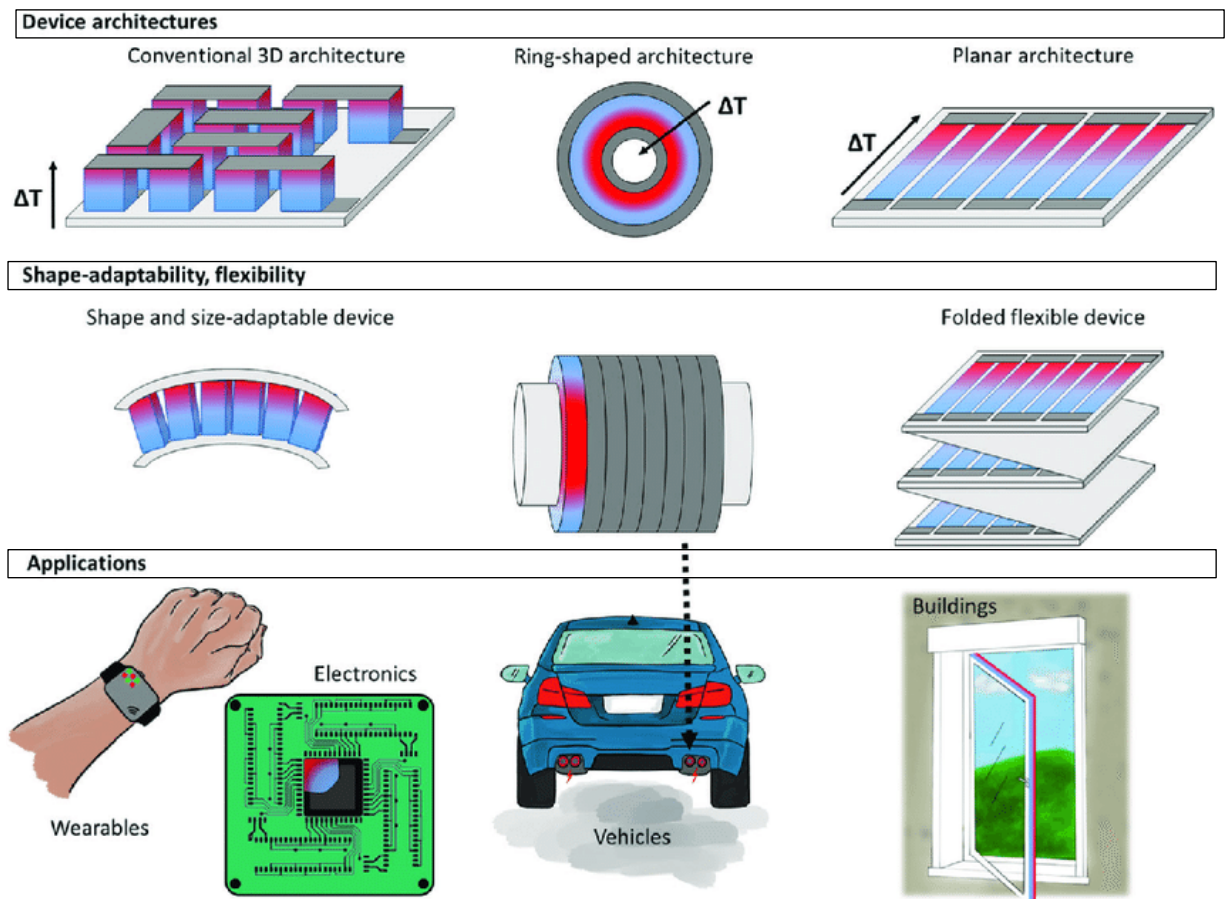 Device architectures
Conventional 3D architecture
Ring-shaped architecture
Planar architecture
ΔT
ΔT
ΔT
Shape-adaptability, flexibility
Shape and size-adaptable device
Folded flexible device
Applications
Buildings
Electronics
Wearables
Vehicles